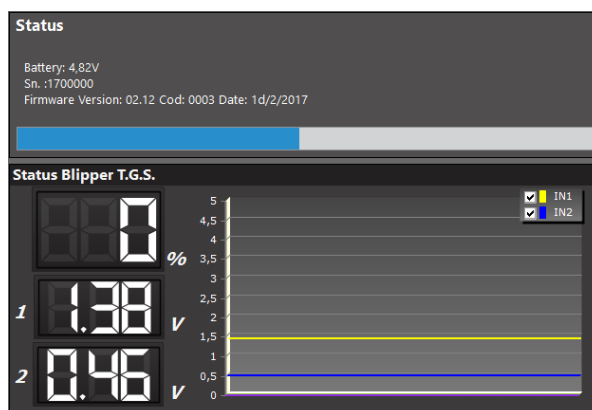 Status
Battery: 4,82V
Sn. :1700000
Firmware Version: 02.12 Cod: 0003 Date: 1d/2/2017
Status Blipper T.G.S.
0 %
1 1.38 V
2 0.46 V
5
4,5
4
3,5
3
2,5
2
1,5
1
0,5
0
IN1
IN2